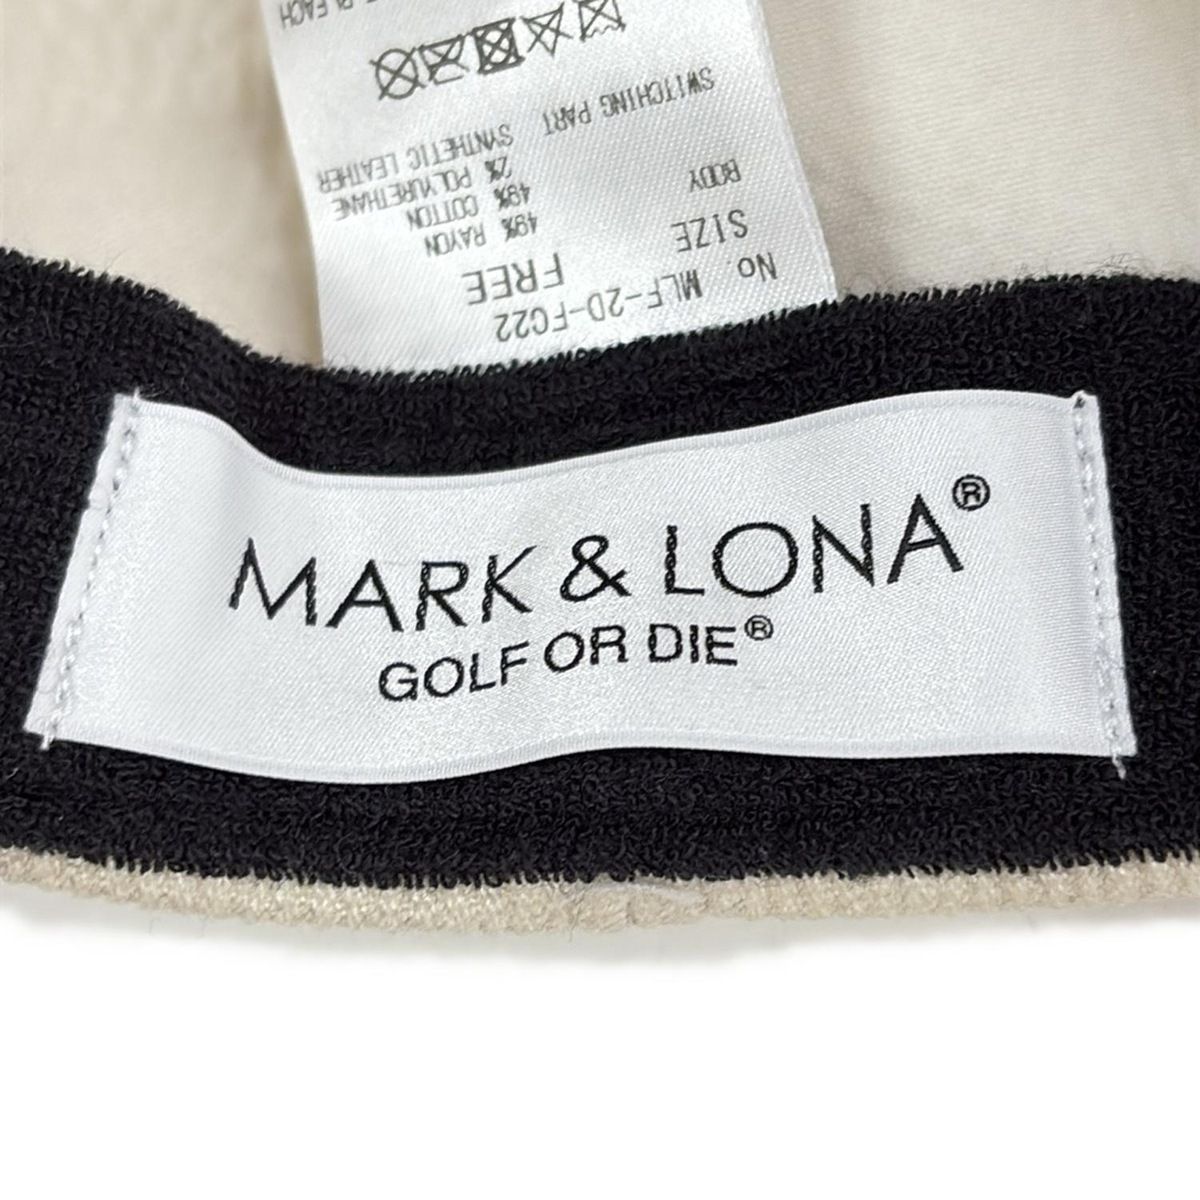 MARK & LONA®
GOLF OR DIE®
No MLF-2D-FC22
SIZE FREE
BODY 49% RAYON
49% COTTON
2% POLYURETHANE
SWITCHING PART SYNTHETIC LEATHER
BLEACH